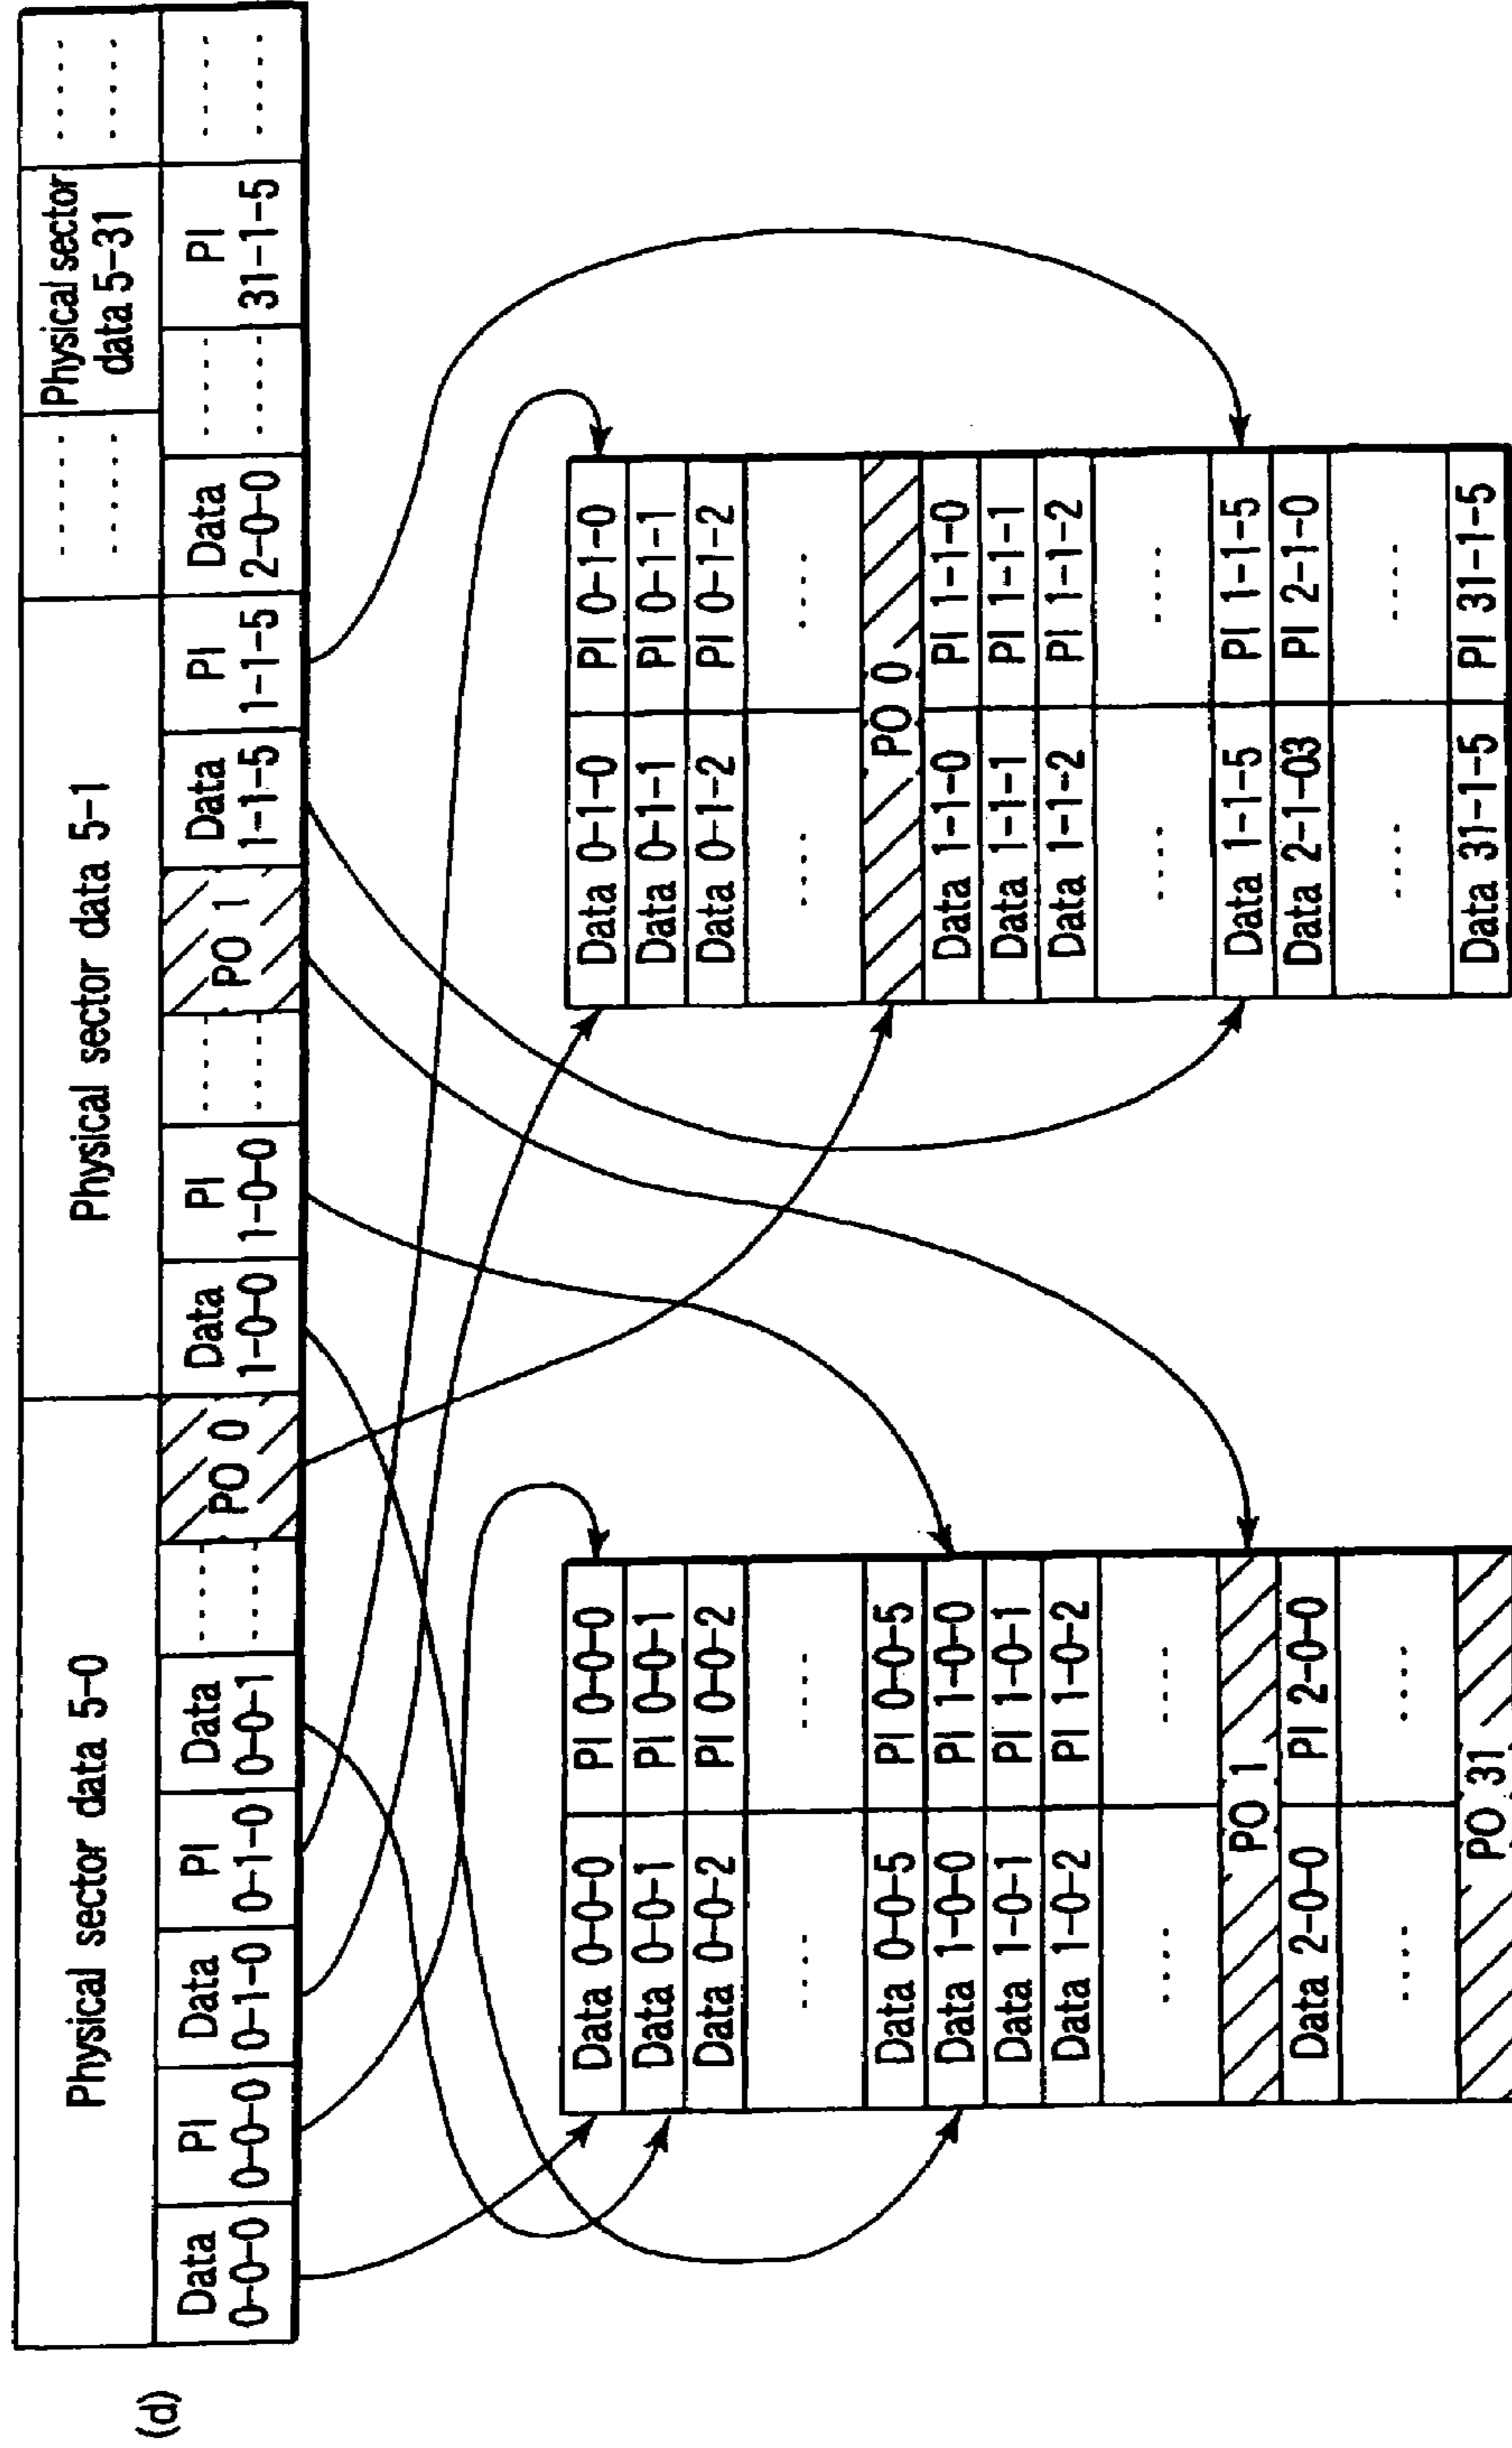 (d)
Physical sector data 5-0
Physical sector data 5-1
......
......
Physical sector
data 5-31
.....
.....
Data
0-0-0
PI
0-0-0
Data
0-1-0
PI
0-1-0
Data
0-0-1
.....
.....
PO 0
Data
1-0-0
PI
1-0-0
.....
.....
PO 1
Data
1-1-5
PI
1-1-5
Data
2-0-0
.....
.....
PI
31-1-5
.....
.....
Data 0-0-0 PI 0-0-0
Data 0-0-1 PI 0-0-1
Data 0-0-2 PI 0-0-2
..... .....
Data 0-0-5 PI 0-0-5
Data 1-0-0 PI 1-0-0
Data 1-0-1 PI 1-0-1
Data 1-0-2 PI 1-0-2
..... .....
PO 1
Data 2-0-0 PI 2-0-0
..... .....
PO 31
Data 0-1-0 PI 0-1-0
Data 0-1-1 PI 0-1-1
Data 0-1-2 PI 0-1-2
..... .....
PO 0
Data 1-1-0 PI 1-1-0
Data 1-1-1 PI 1-1-1
Data 1-1-2 PI 1-1-2
..... .....
Data 1-1-5 PI 1-1-5
Data 2-1-03 PI 2-1-0
..... .....
Data 31-1-5 PI 31-1-5